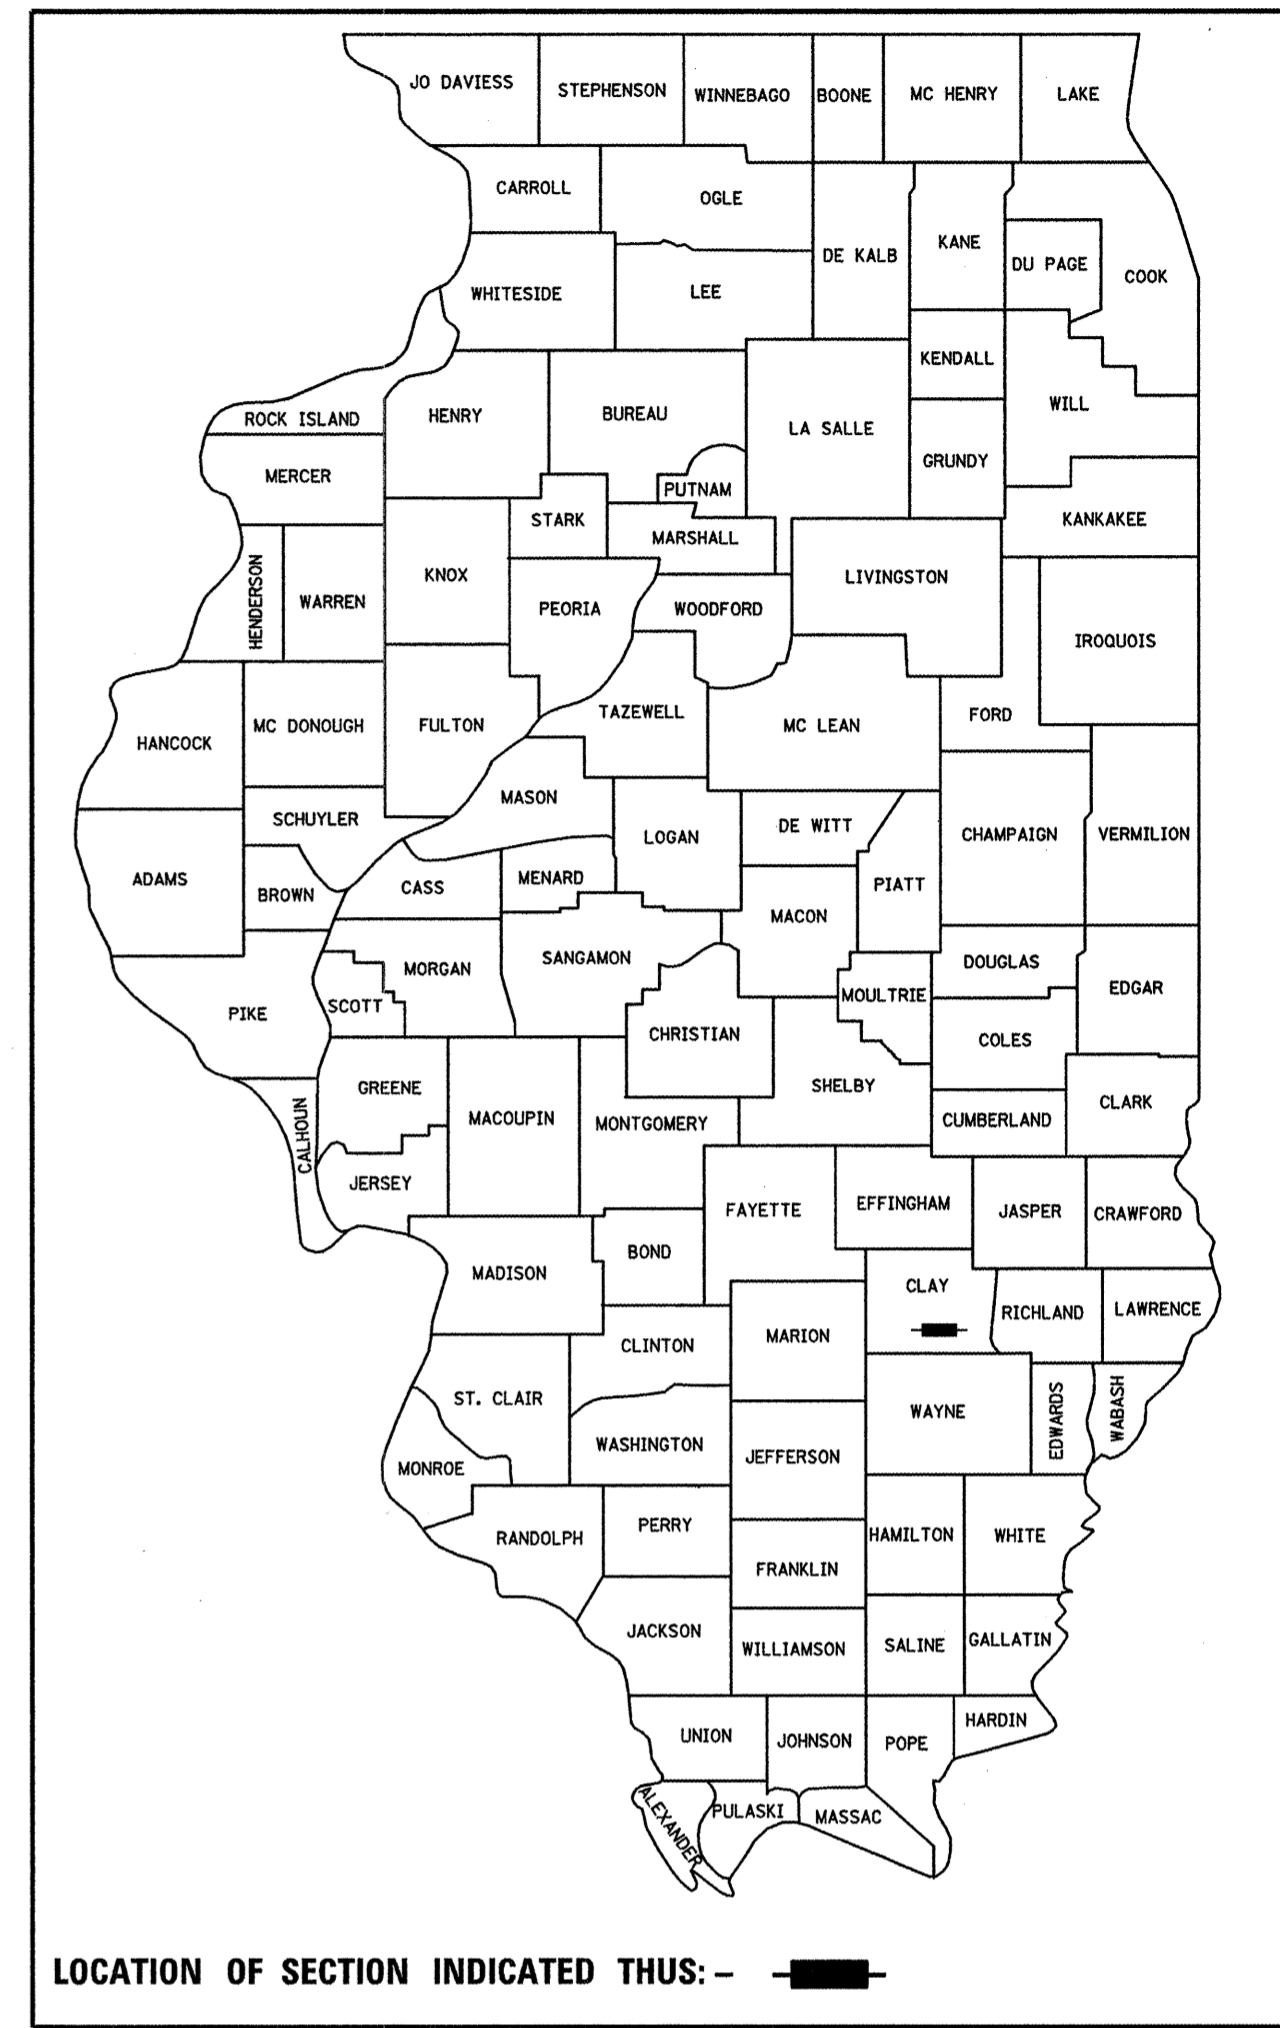 JO DAVIESS
STEPHENSON
WINNEBAGO
BOONE
MC HENRY
LAKE
CARROLL
OGLE
DE KALB
KANE
DU PAGE
COOK
WHITESIDE
LEE
KENDALL
WILL
ROCK ISLAND
HENRY
BUREAU
LA SALLE
GRUNDY
MERCER
PUTNAM
STARK
MARSHALL
KANKAKEE
HENDERSON
WARREN
KNOX
PEORIA
WOODFORD
LIVINGSTON
IROQUOIS
HANCOCK
MC DONOUGH
FULTON
TAZEWELL
MC LEAN
FORD
MASON
SCHUYLER
LOGAN
DE WITT
CHAMPAIGN
VERMILION
ADAMS
BROWN
CASS
MENARD
PIATT
MACON
MORGAN
SANGAMON
DOUGLAS
EDGAR
PIKE
SCOTT
MOULTRIE
CHRISTIAN
COLES
SHELBY
GREENE
CALHOUN
MACOUPIN
MONTGOMERY
CUMBERLAND
CLARK
JERSEY
FAYETTE
EFFINGHAM
JASPER
CRAWFORD
MADISON
BOND
CLAY
RICHLAND
LAWRENCE
CLINTON
MARION
ST. CLAIR
WAYNE
EDWARDS
WABASH
WASHINGTON
JEFFERSON
MONROE
RANDOLPH
PERRY
HAMILTON
WHITE
FRANKLIN
JACKSON
WILLIAMSON
SALINE
GALLATIN
UNION
JOHNSON
POPE
HARDIN
ALEXANDER
PULASKI
MASSAC
LOCATION OF SECTION INDICATED THUS: –